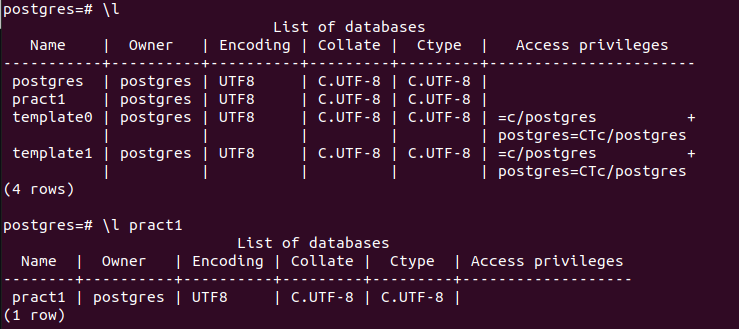 postgres=# \l
                              List of databases
   Name    |  Owner   | Encoding | Collate |  Ctype  |   Access privileges
-----------+----------+----------+---------+---------+-----------------------
 postgres  | postgres | UTF8     | C.UTF-8 | C.UTF-8 |
 pract1    | postgres | UTF8     | C.UTF-8 | C.UTF-8 |
 template0 | postgres | UTF8     | C.UTF-8 | C.UTF-8 | =c/postgres          +
           |          |          |         |         | postgres=CTc/postgres
 template1 | postgres | UTF8     | C.UTF-8 | C.UTF-8 | =c/postgres          +
           |          |          |         |         | postgres=CTc/postgres
(4 rows)

postgres=# \l pract1
                          List of databases
  Name  |  Owner   | Encoding | Collate |  Ctype  | Access privileges
--------+----------+----------+---------+---------+-------------------
 pract1 | postgres | UTF8     | C.UTF-8 | C.UTF-8 |
(1 row)